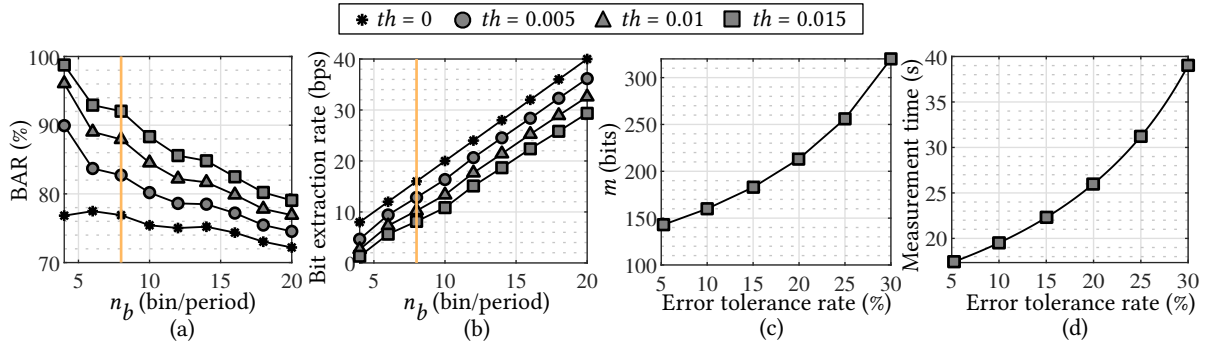 th = 0 th = 0.005 th = 0.01 th = 0.015
BAR (%)
100
90
80
70
5 10 15 20
n_b (bin/period)
(a)
Bit extraction rate (bps)
40
30
20
10
0
5 10 15 20
n_b (bin/period)
(b)
m (bits)
300
250
200
150
100
5 10 15 20 25 30
Error tolerance rate (%)
(c)
Measurement time (s)
40
35
30
25
20
5 10 15 20 25 30
Error tolerance rate (%)
(d)